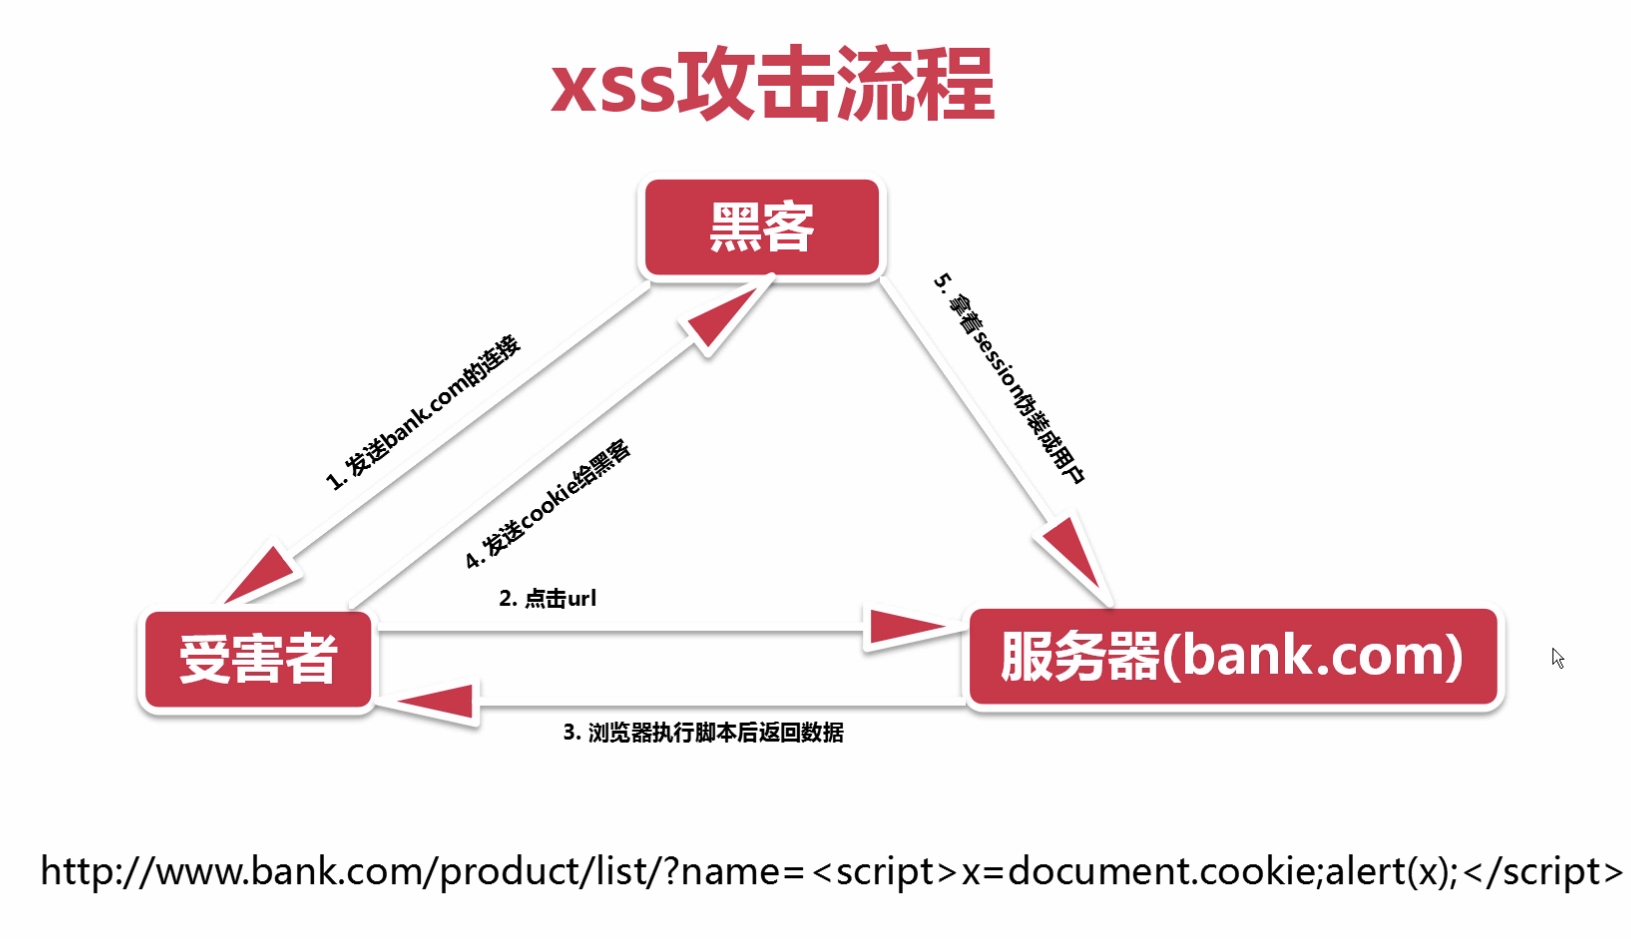 xss攻击流程
黑客
1. 发送bank.com的连接
5. 拿着session伪装成用户
4. 发送cookie给黑客
2. 点击url
受害者
服务器(bank.com)
3. 浏览器执行脚本后返回数据
http://www.bank.com/product/list/?name=<script>x=document.cookie;alert(x);</script>